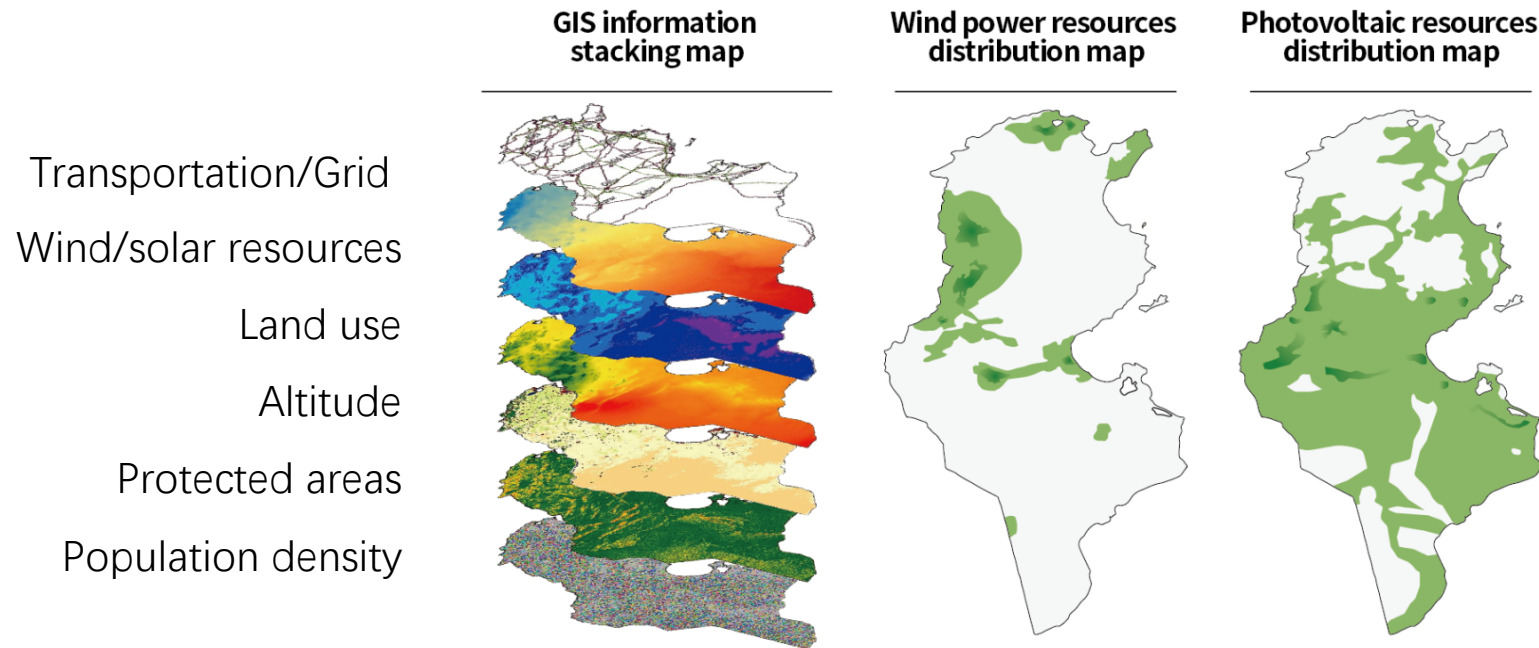 GIS information
stacking map
Wind power resources
distribution map
Photovoltaic resources
distribution map
Transportation/Grid
Wind/solar resources
Land use
Altitude
Protected areas
Population density